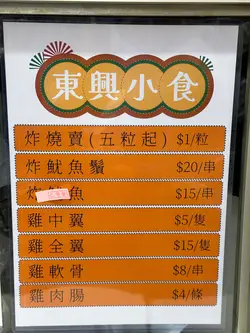 東興小食
炸燒賣(五粒起) $1/粒
炸魷魚鬚 $20/串
炸魷魚 $15/串
雞中翼 $5/隻
雞全翼 $15/隻
雞軟骨 $8/串
雞肉腸 $4/條